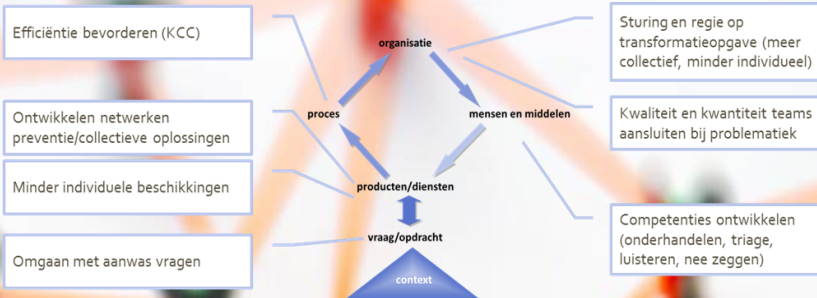 Efficiëntie bevorderen (KCC)
Ontwikkelen netwerken
preventie/collectieve oplossingen
Minder individuele beschikkingen
Omgaan met aanwas vragen
organisatie
proces
mensen en middelen
producten/diensten
vraag/opdracht
context
Sturing en regie op
transformatieopgave (meer
collectief, minder individueel)
Kwaliteit en kwantiteit teams
aansluiten bij problematiek
Competenties ontwikkelen
(onderhandelen, triage,
luisteren, nee zeggen)